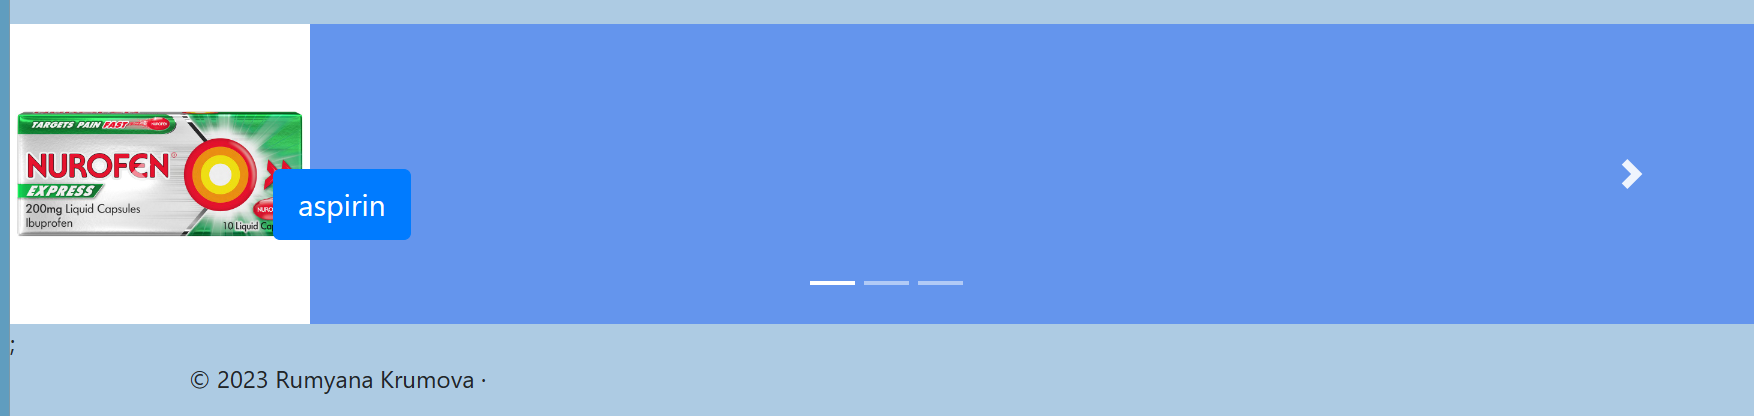 TARGETS PAIN FAST
NUROFEN
EXPRESS
200mg Liquid Capsules
Ibuprofen
10 Liquid Ca
aspirin
;
© 2023 Rumyana Krumova ·